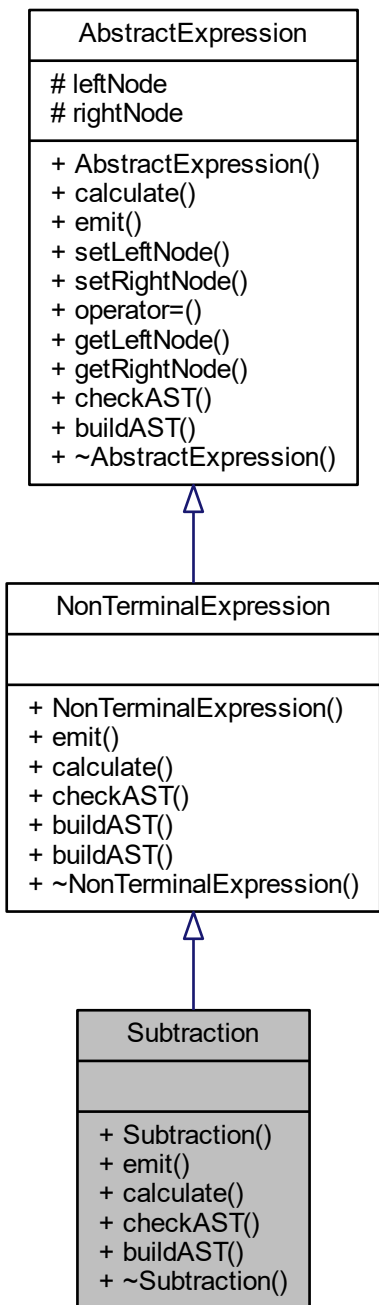 AbstractExpression
# leftNode
# rightNode
+ AbstractExpression()
+ calculate()
+ emit()
+ setLeftNode()
+ setRightNode()
+ operator=()
+ getLeftNode()
+ getRightNode()
+ checkAST()
+ buildAST()
+ ~AbstractExpression()
NonTerminalExpression
+ NonTerminalExpression()
+ emit()
+ calculate()
+ checkAST()
+ buildAST()
+ buildAST()
+ ~NonTerminalExpression()
Subtraction
+ Subtraction()
+ emit()
+ calculate()
+ checkAST()
+ buildAST()
+ ~Subtraction()